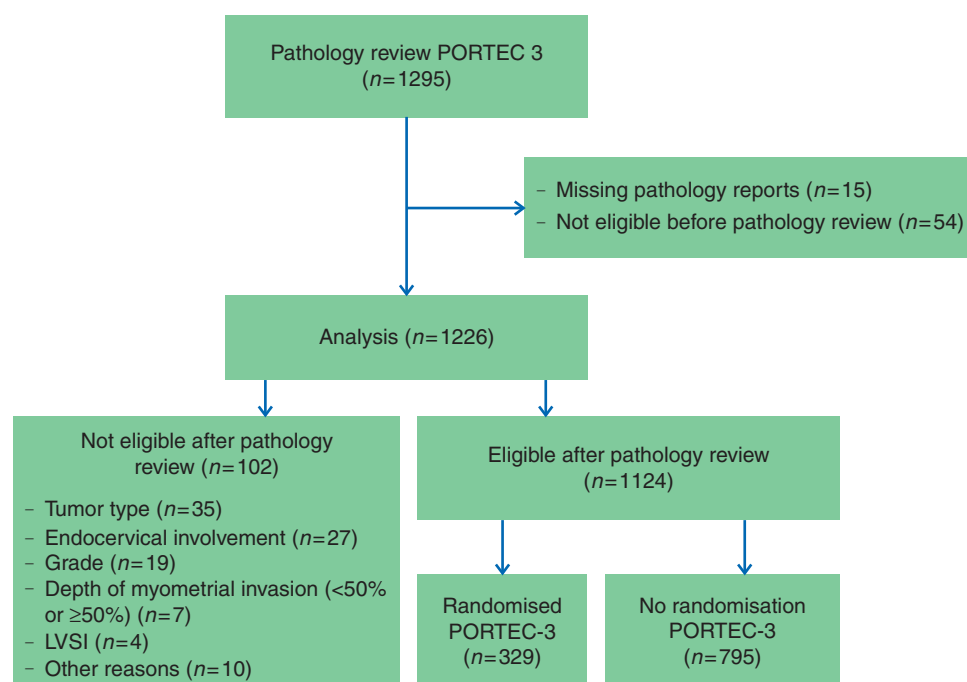 Pathology review PORTEC 3
(n=1295)
– Missing pathology reports (n=15)
– Not eligible before pathology review (n=54)
Analysis (n=1226)
Not eligible after pathology
review (n=102)
– Tumor type (n=35)
– Endocervical involvement (n=27)
– Grade (n=19)
– Depth of myometrial invasion (<50%
or ≥50%) (n=7)
– LVSI (n=4)
– Other reasons (n=10)
Eligible after pathology review
(n=1124)
Randomised
PORTEC-3
(n=329)
No randomisation
PORTEC-3
(n=795)